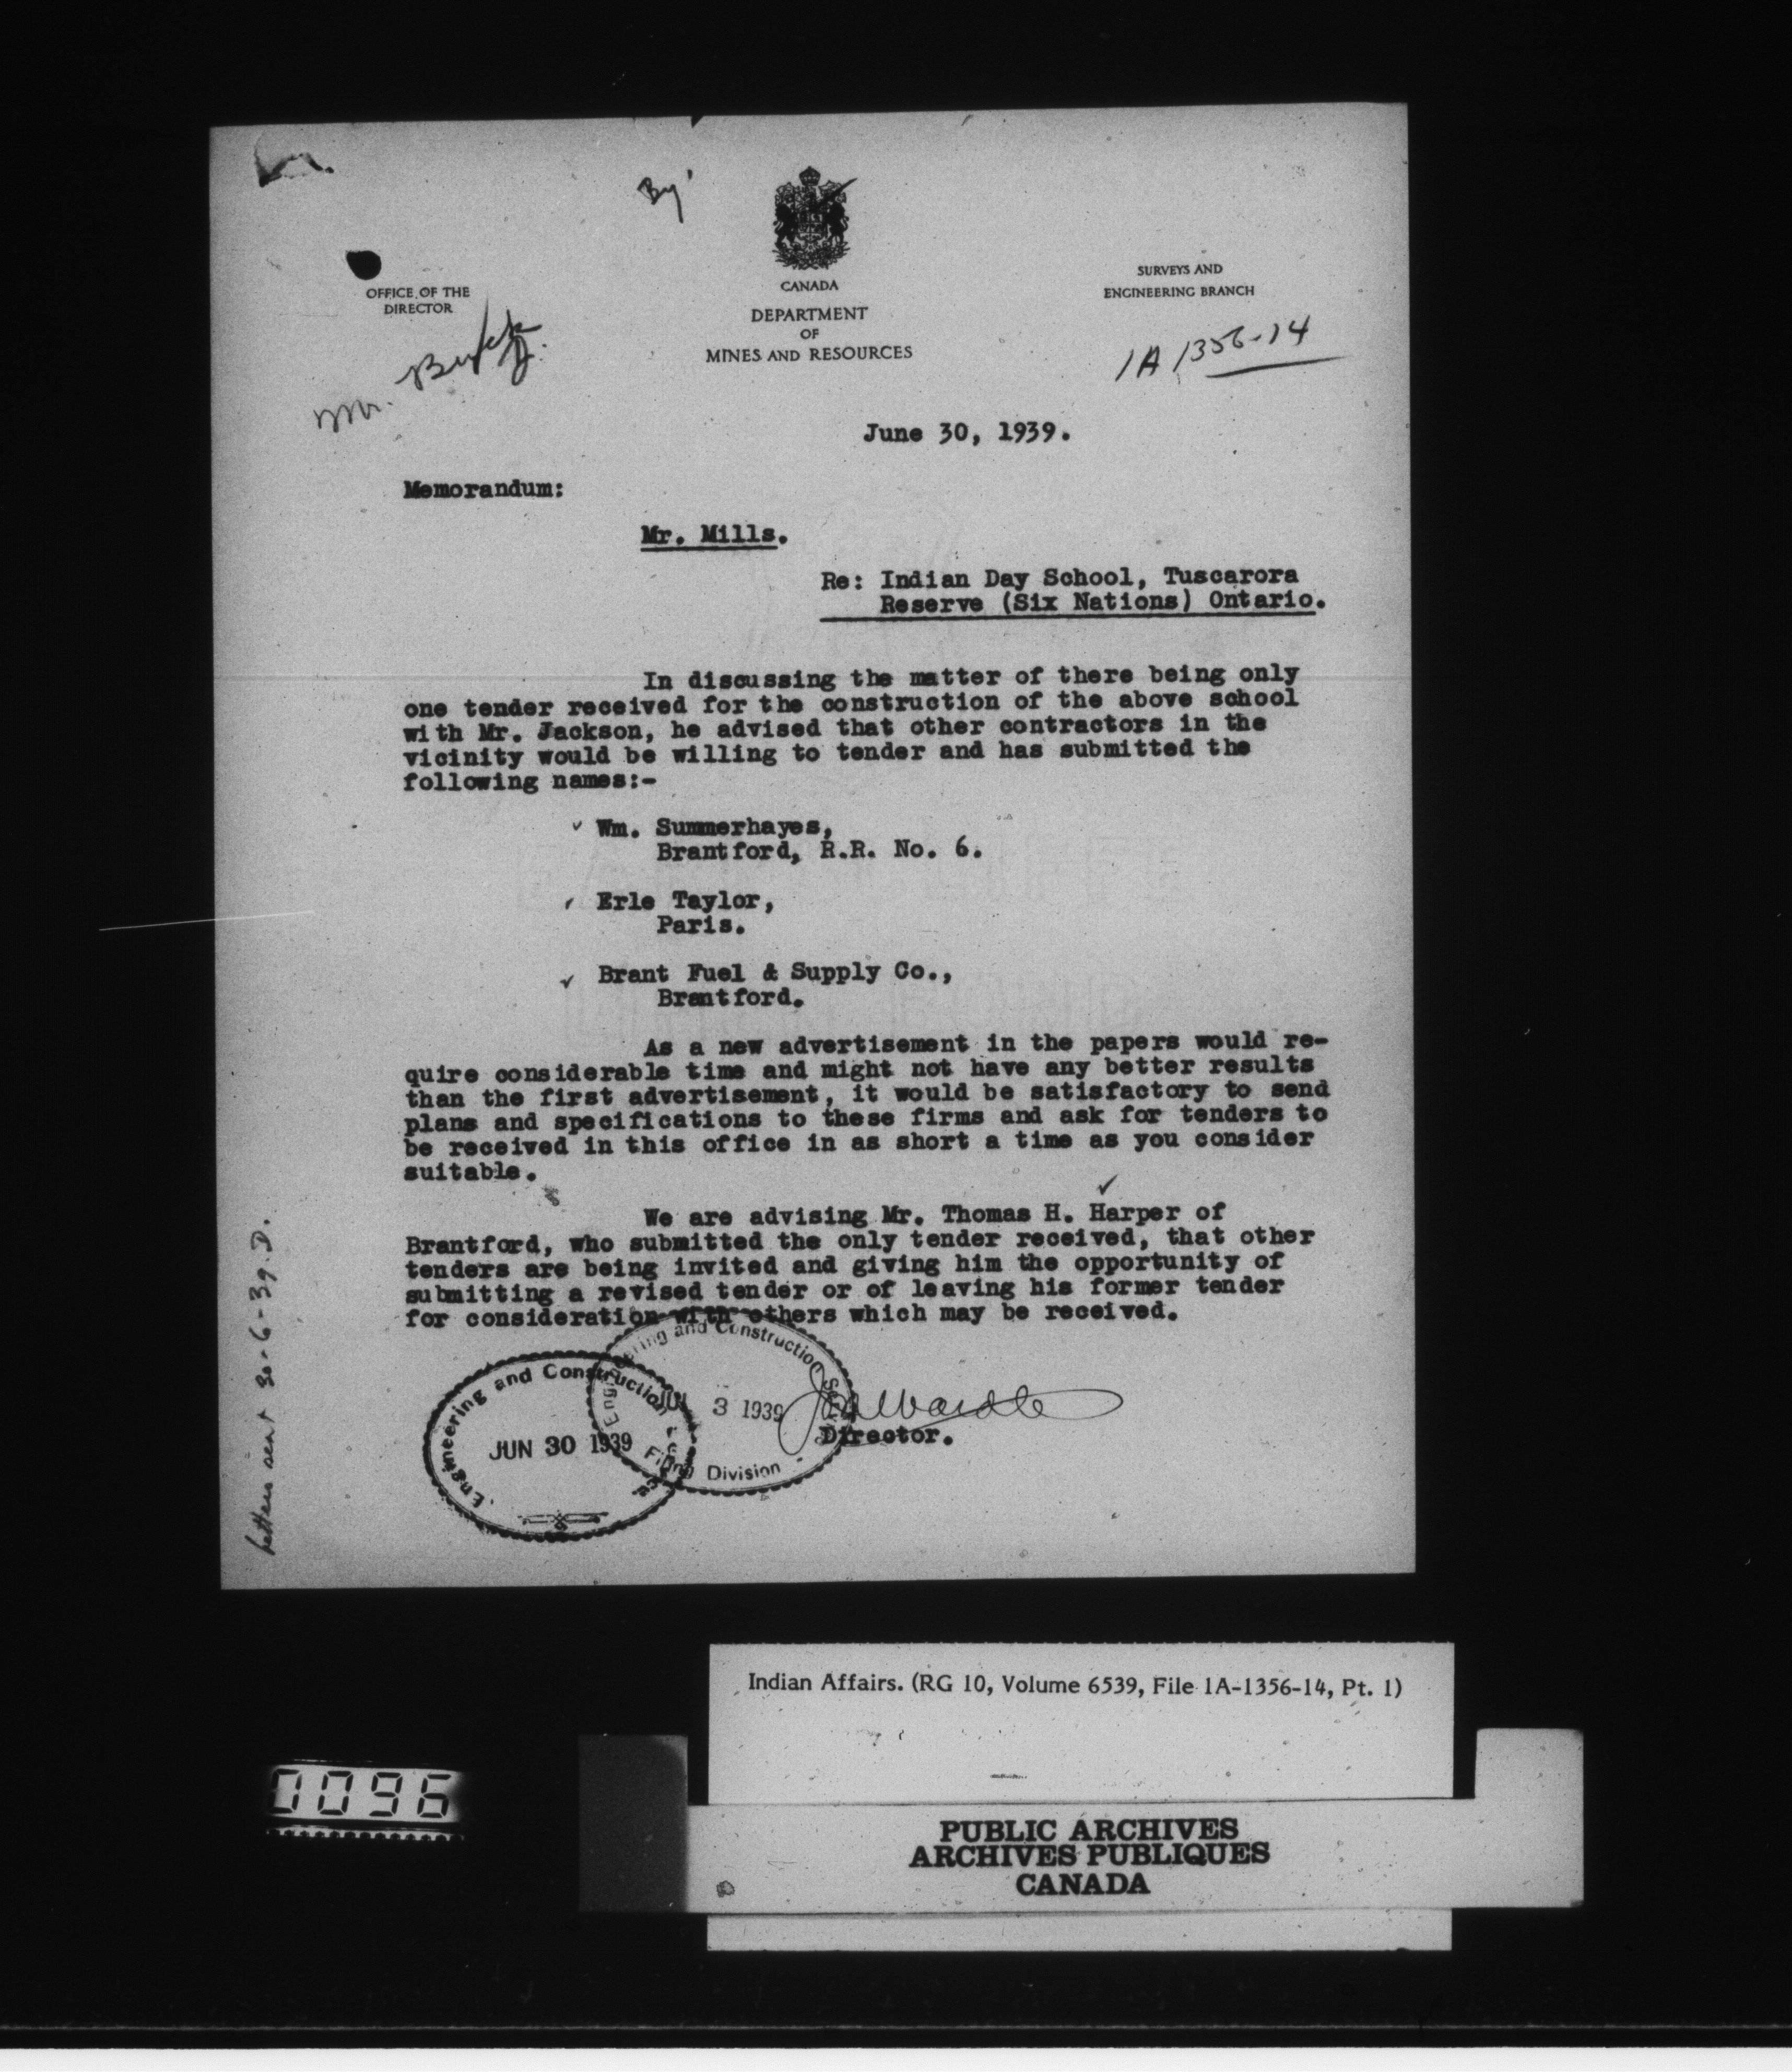 By
OFFICE OF THE
DIRECTOR
CANADA
DEPARTMENT
OF
MINES AND RESOURCES
SURVEYS AND
ENGINEERING BRANCH
Mr.
1A 1356-14
June 30, 1939.
Memorandum:
Mr. Mills.
Re: Indian Day School, Tuscarora
Reserve (Six Nations) Ontario.
In discussing the matter of there being only
one tender received for the construction of the above school
with Mr. Jackson, he advised that other contractors in the
vicinity would be willing to tender and has submitted the
following names:-
✓ Wm. Summerhayes,
Brantford, R.R. No. 6.
✓ Erle Taylor,
Paris.
✓ Brant Fuel & Supply Co.,
Brantford.
As a new advertisement in the papers would re-
quire considerable time and might not have any better results
than the first advertisement, it would be satisfactory to send
plans and specifications to these firms and ask for tenders to
be received in this office in as short a time as you consider
suitable.
We are advising Mr. Thomas H. Harper of
Brantford, who submitted the only tender received, that other
tenders are being invited and giving him the opportunity of
submitting a revised tender or of leaving his former tender
for consideration with others which may be received.
Engineering and Construction
JUN 30 1939
Engineering and Construction
JUL 3 1939
Filing Division
Director.
Letters sent 30-6-39. D.
Indian Affairs. (RG 10, Volume 6539, File 1A-1356-14, Pt. 1)
0096
PUBLIC ARCHIVES
ARCHIVES PUBLIQUES
CANADA